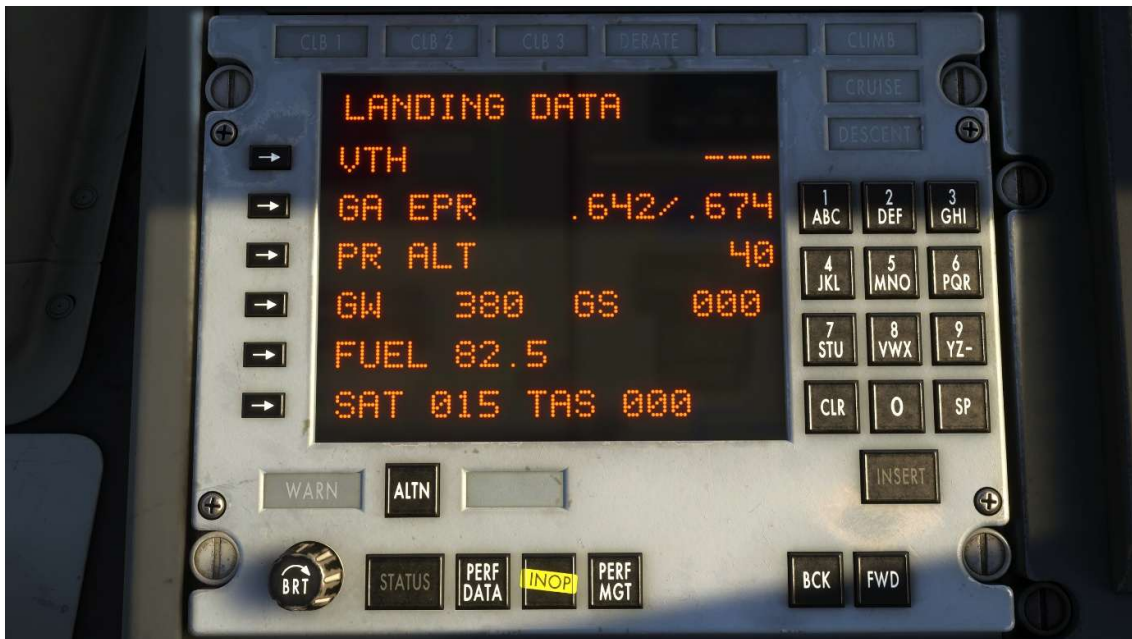 CLB 1 CLB 2 CLB 3 DERATE CLIMB
CRUISE
DESCENT
LANDING DATA
VTH ---
GA EPR .642/.674
PR ALT 40
GW 380 GS 000
FUEL 82.5
SAT 015 TAS 000
1 ABC 2 DEF 3 GHI
4 JKL 5 MNO 6 PQR
7 STU 8 VWX 9 YZ-
CLR 0 SP
INSERT
WARN ALTN
BRT STATUS PERF DATA INOP PERF MGT BCK FWD